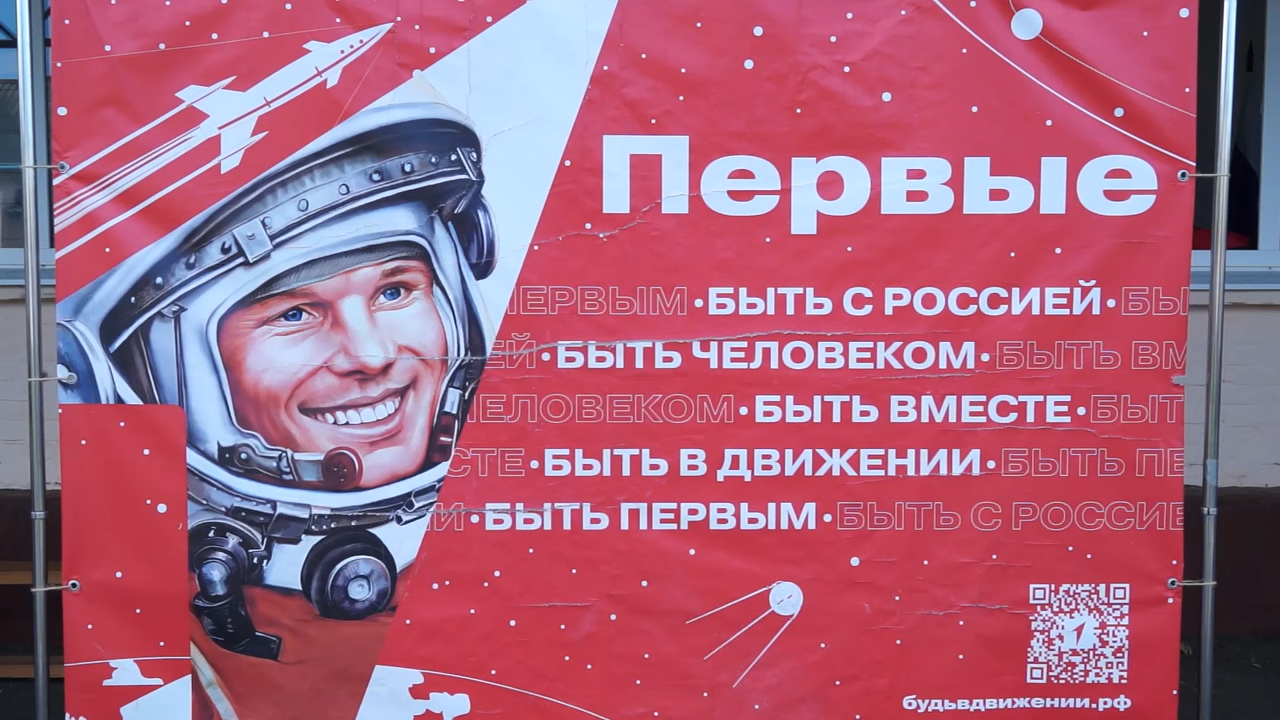 Первые
ПЕРВЫМ • БЫТЬ С РОССИЕЙ • БЫ
ЕЙ • БЫТЬ ЧЕЛОВЕКОМ • БЫТЬ ВМ
ЧЕЛОВЕКОМ • БЫТЬ ВМЕСТЕ • БЫТ
СТЕ • БЫТЬ В ДВИЖЕНИИ • БЫТЬ ПЕ
И • БЫТЬ ПЕРВЫМ • БЫТЬ С РОССИЕ
будьвдвижении.рф